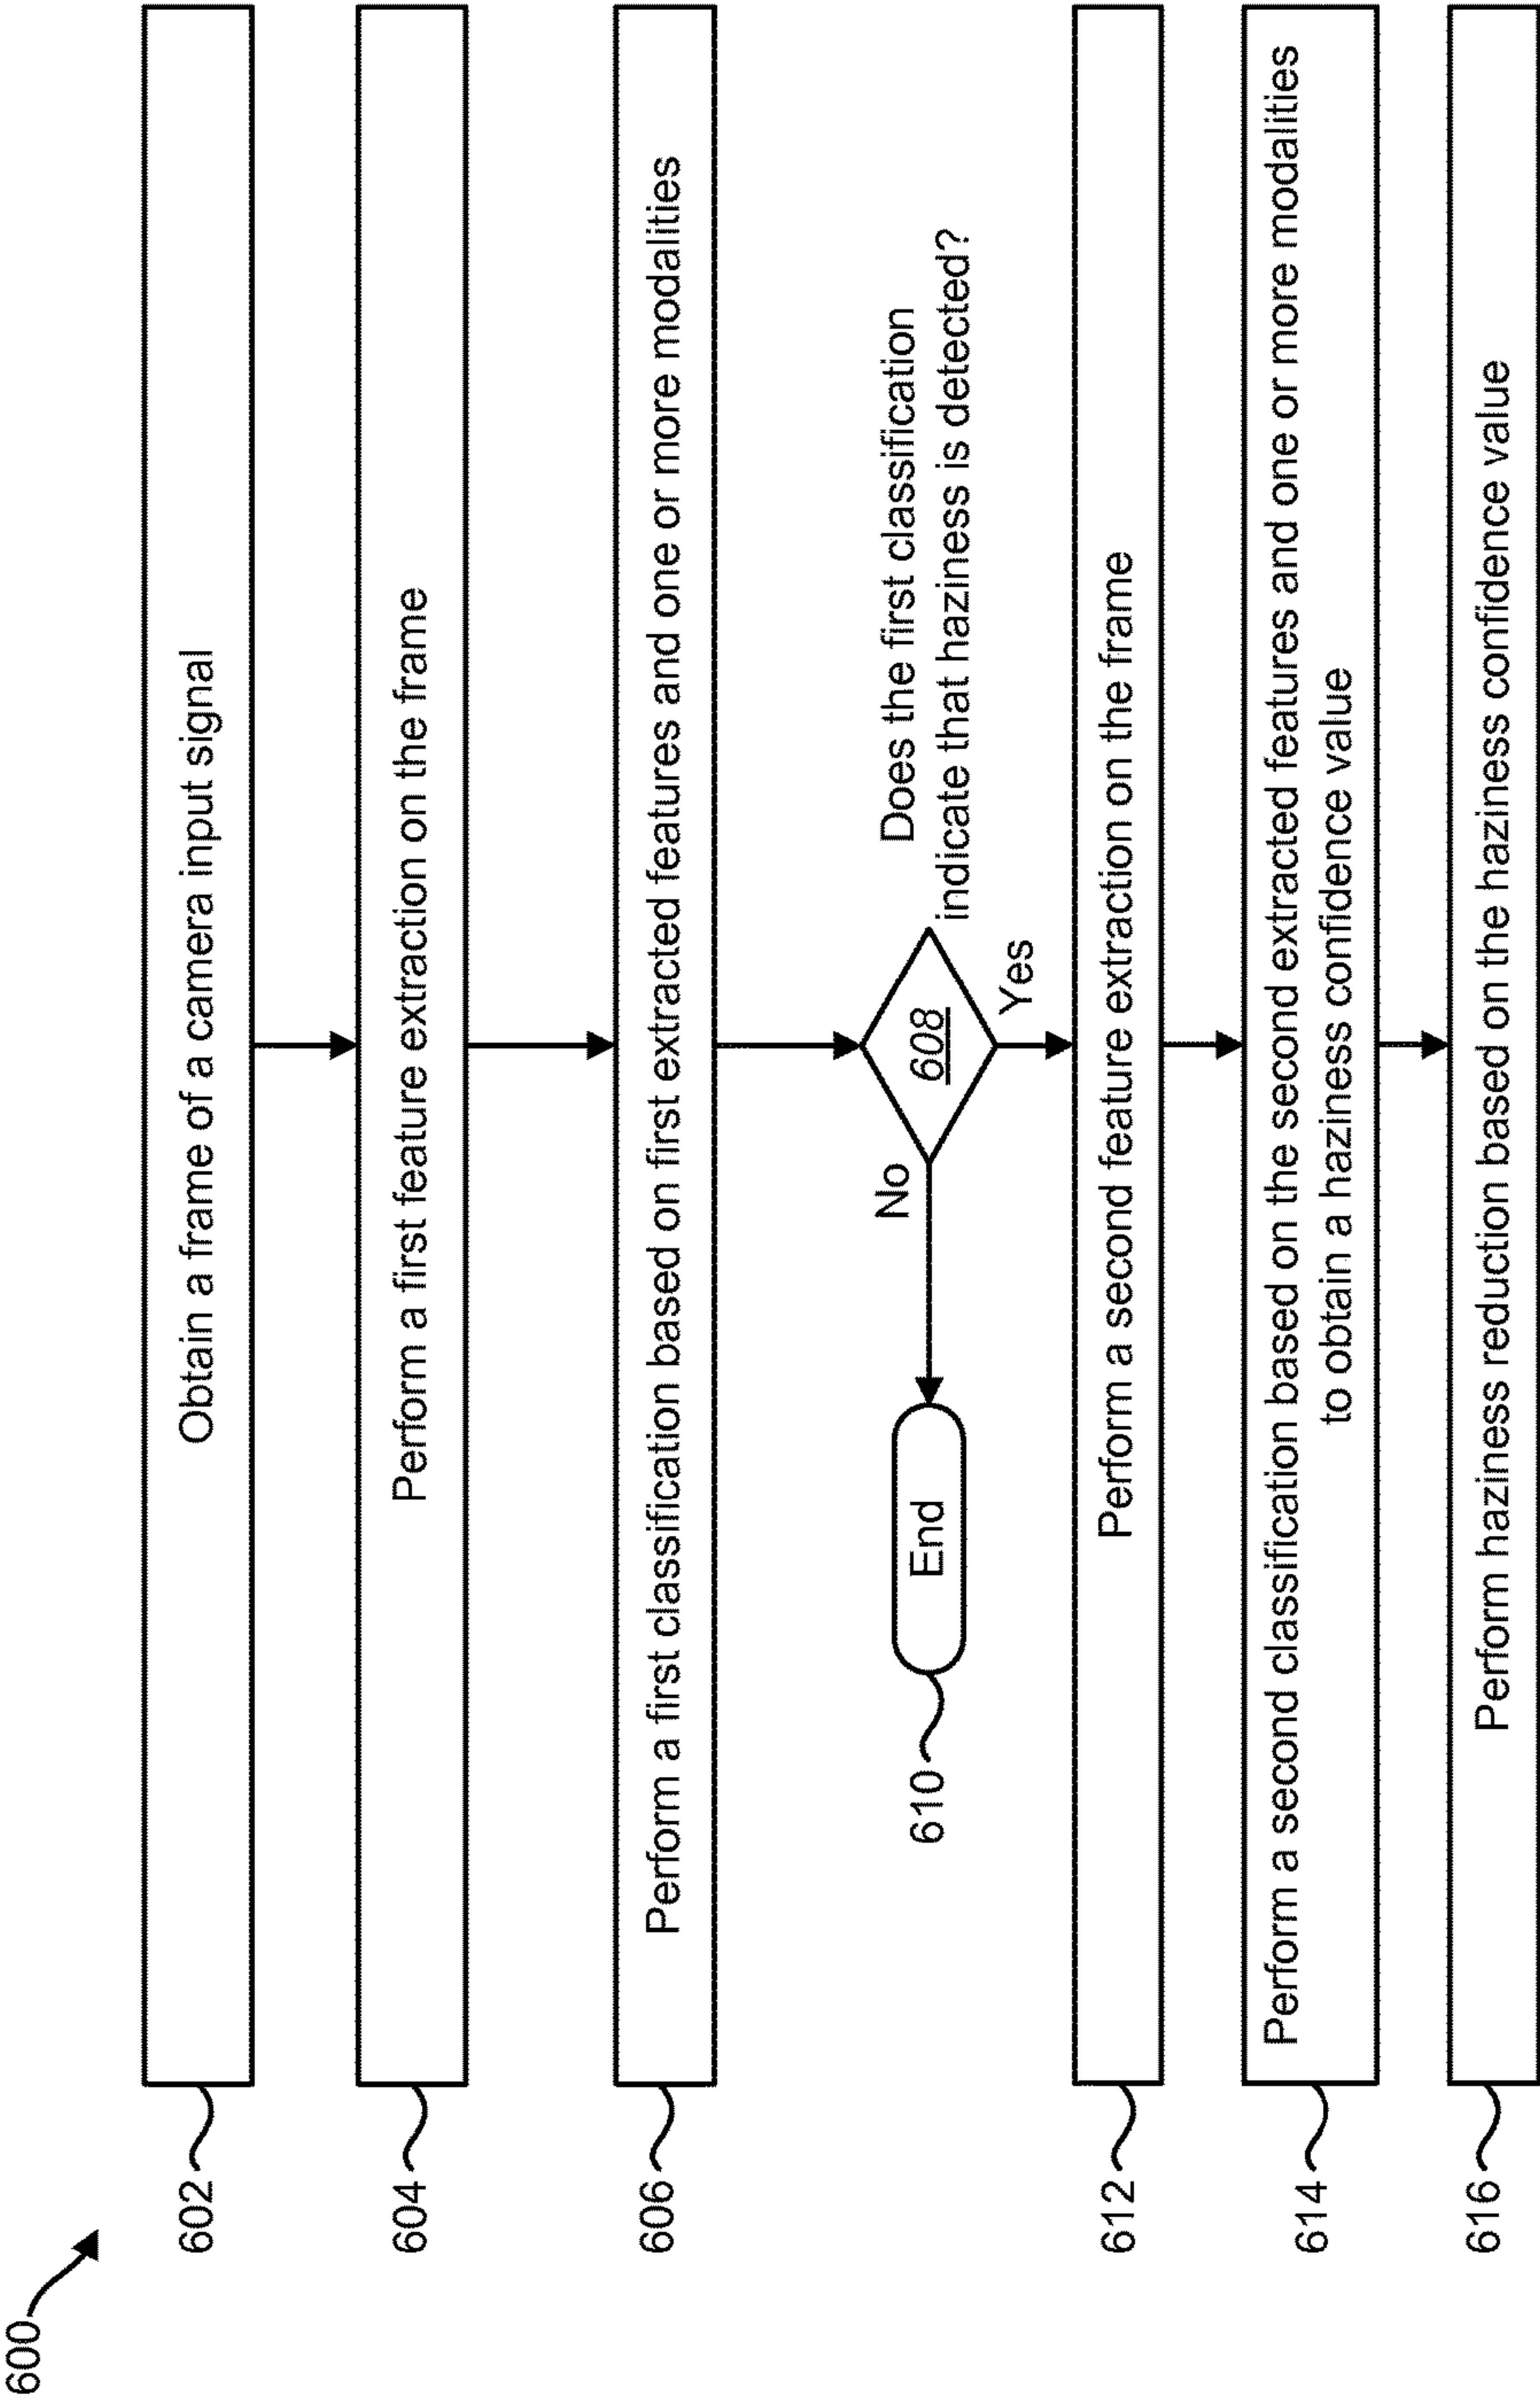 600
602
Obtain a frame of a camera input signal
604
Perform a first feature extraction on the frame
606
Perform a first classification based on first extracted features and one or more modalities
608
Does the first classification
indicate that haziness is detected?
No
Yes
610
End
612
Perform a second feature extraction on the frame
614
Perform a second classification based on the second extracted features and one or more modalities
to obtain a haziness confidence value
616
Perform haziness reduction based on the haziness confidence value